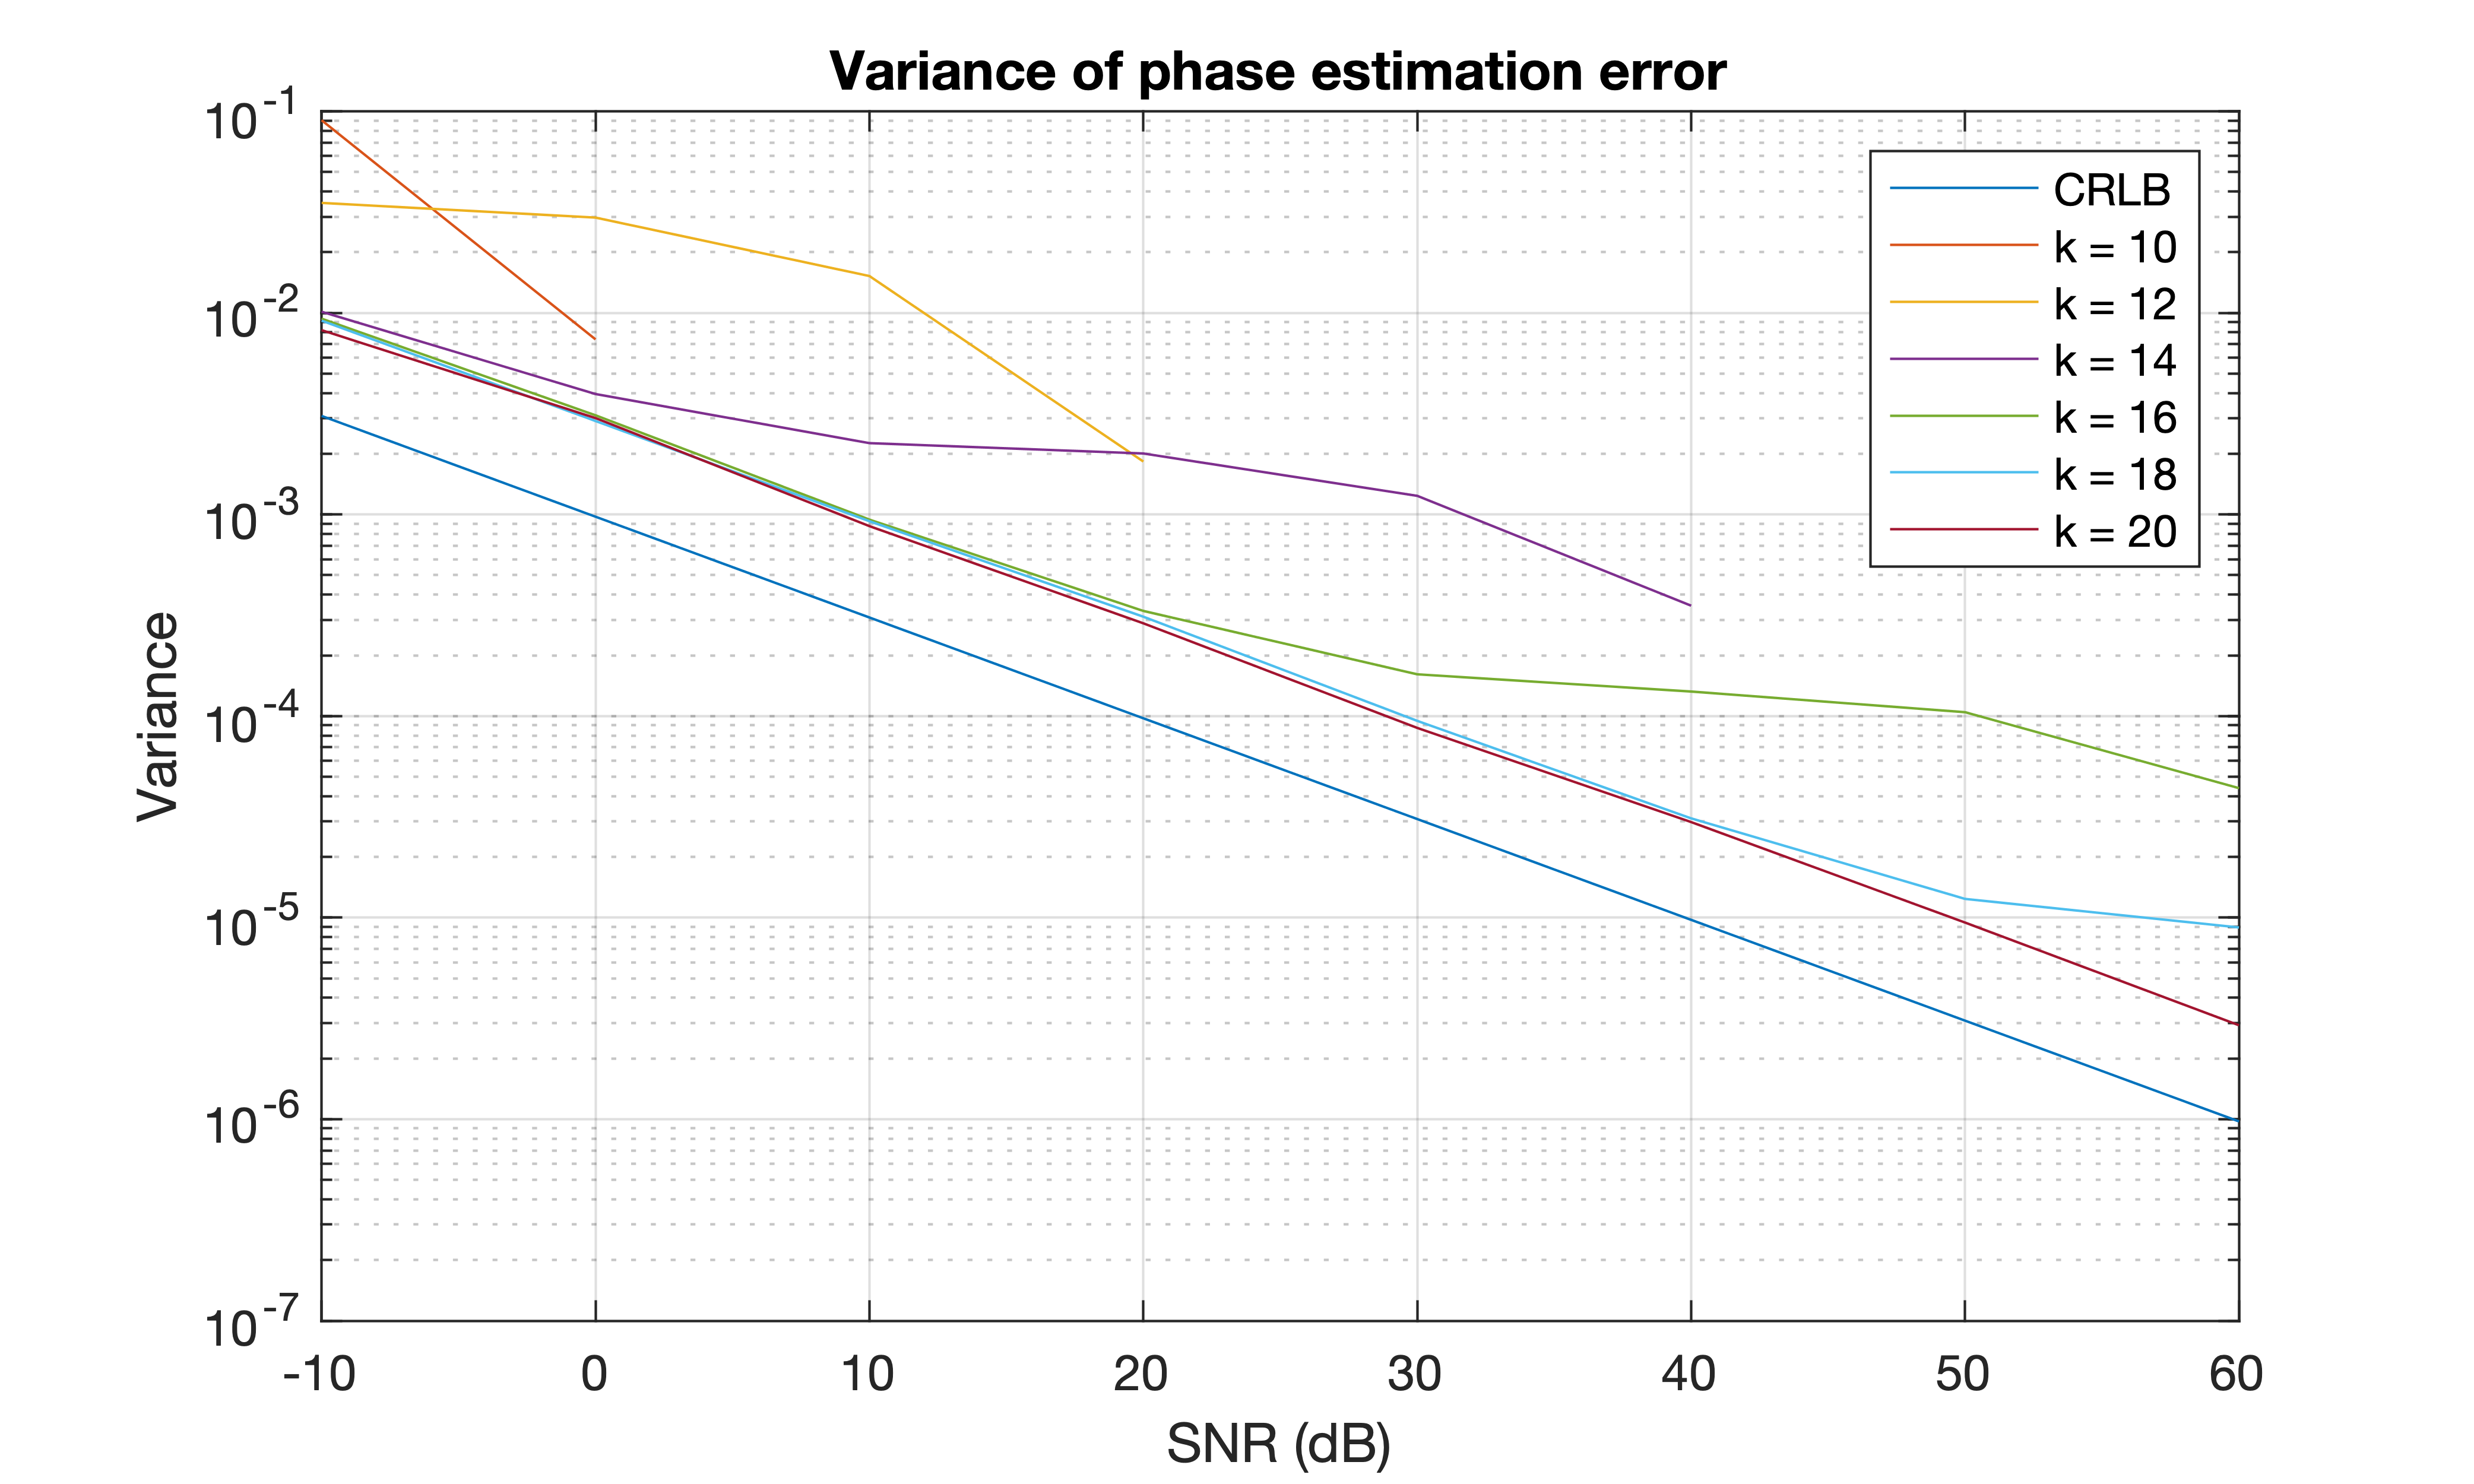 Variance of phase estimation error
10^-1
10^-2
10^-3
10^-4
10^-5
10^-6
10^-7
Variance
CRLB
k = 10
k = 12
k = 14
k = 16
k = 18
k = 20
-10 0 10 20 30 40 50 60
SNR (dB)